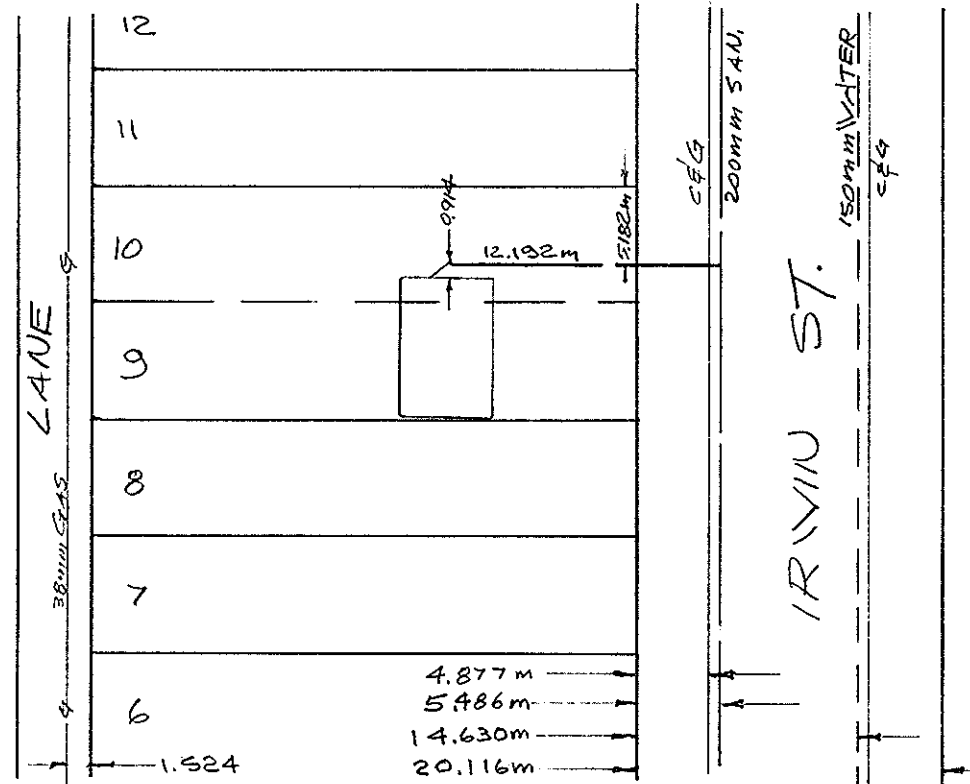 12
11
10
9
8
7
6
LANE
38mm GAS
0.914
12.192m
5.182m
C&G
200mm SAN.
IRWIN ST.
150mm WATER
C&G
4.877m
5.486m
14.630m
20.116m
1.524